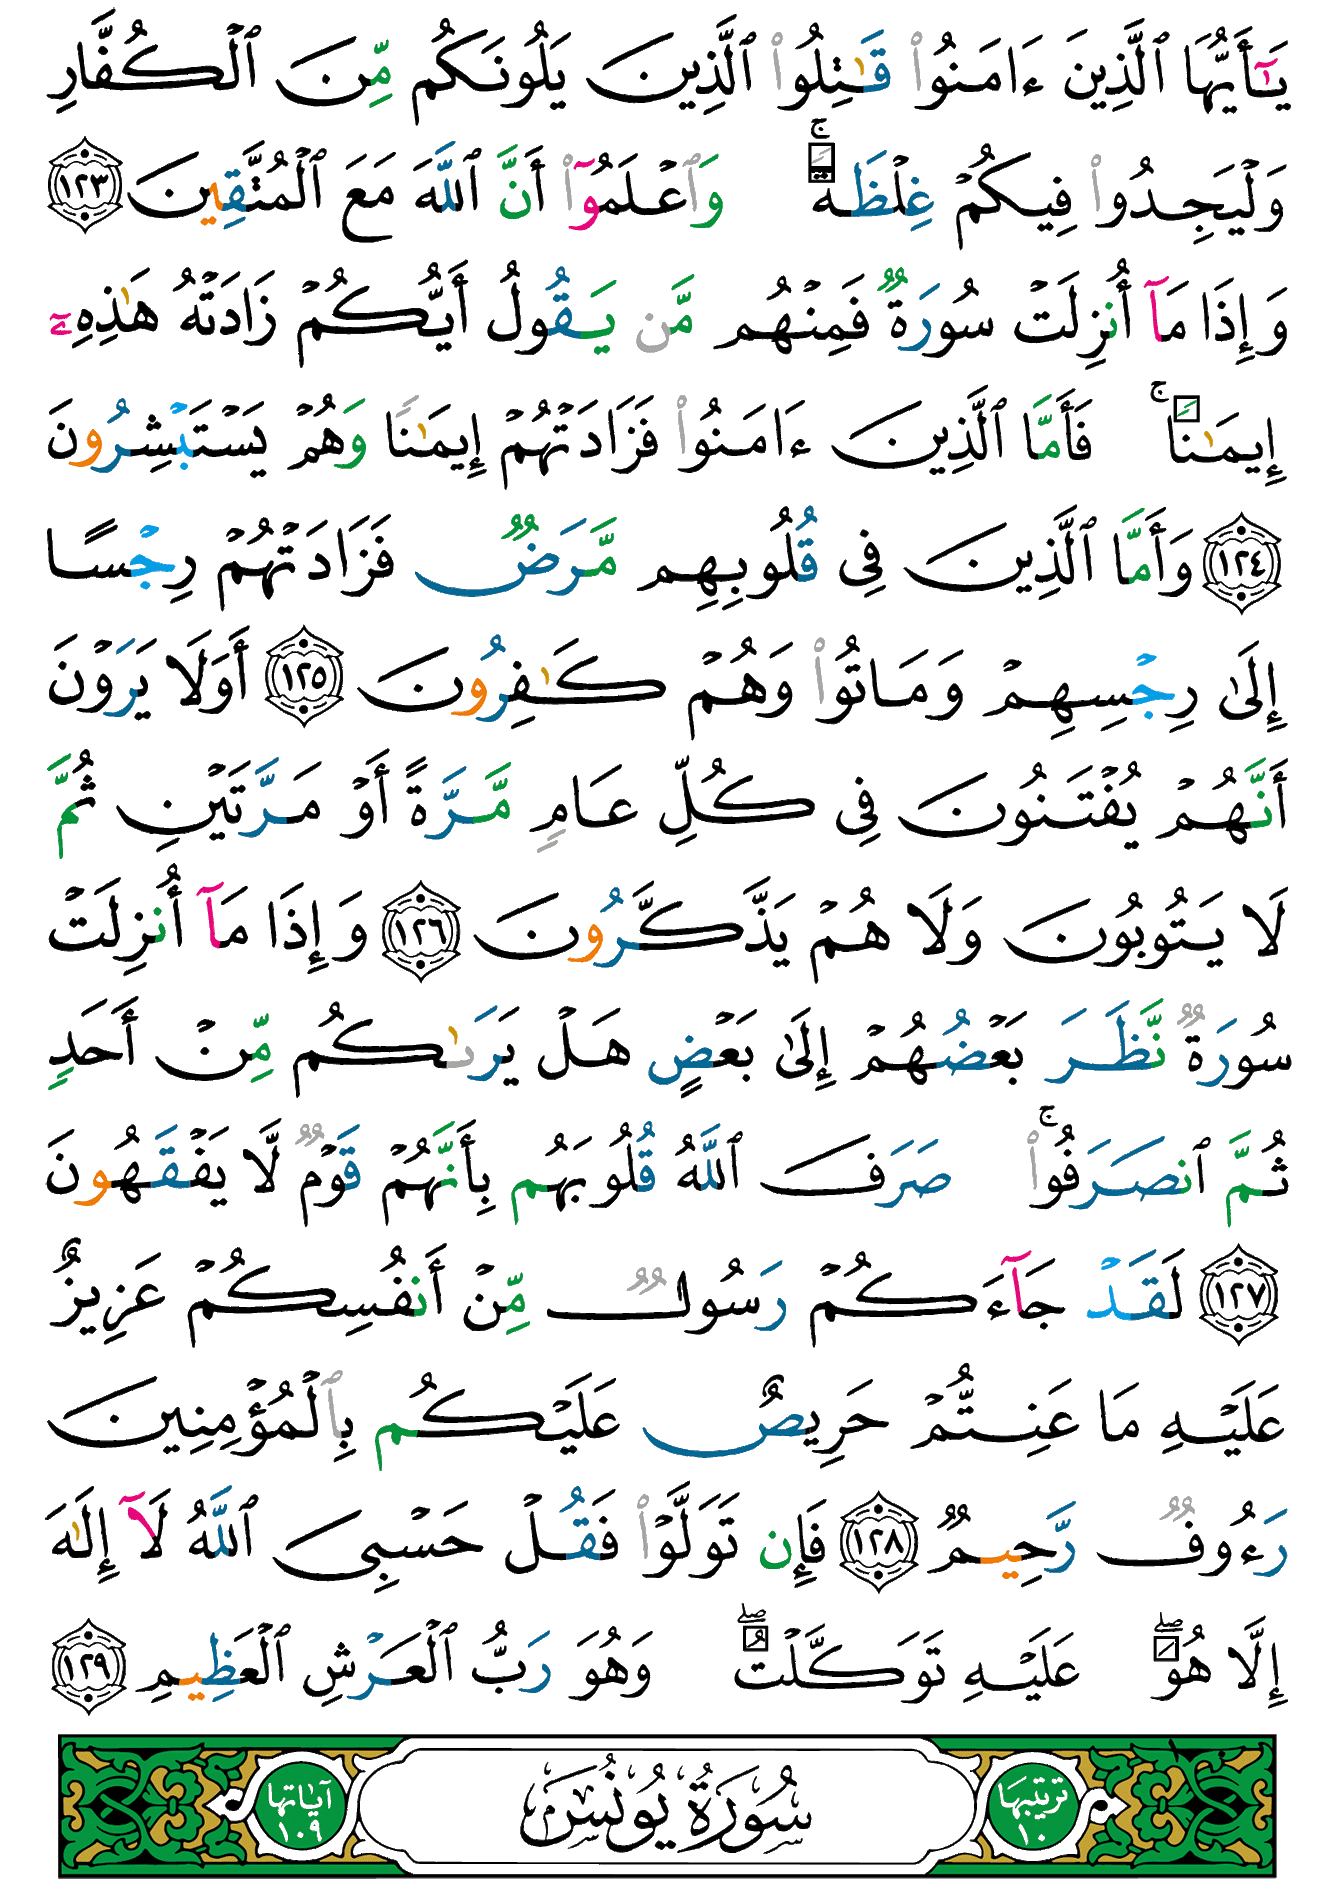 يَـٰٓأَيُّهَا ٱلَّذِينَ ءَامَنُوا۟ قَـٰتِلُوا۟ ٱلَّذِينَ يَلُونَكُم مِّنَ ٱلْكُفَّارِ
وَلْيَجِدُوا۟ فِيكُمْ غِلْظَةً ۚ وَٱعْلَمُوٓا۟ أَنَّ ٱللَّهَ مَعَ ٱلْمُتَّقِينَ ١٢٣
وَإِذَا مَآ أُنزِلَتْ سُورَةٌ فَمِنْهُم مَّن يَقُولُ أَيُّكُمْ زَادَتْهُ هَـٰذِهِۦٓ
إِيمَـٰنًا ۚ فَأَمَّا ٱلَّذِينَ ءَامَنُوا۟ فَزَادَتْهُمْ إِيمَـٰنًا وَهُمْ يَسْتَبْشِرُونَ
١٢٤ وَأَمَّا ٱلَّذِينَ فِى قُلُوبِهِم مَّرَضٌ فَزَادَتْهُمْ رِجْسًا
إِلَىٰ رِجْسِهِمْ وَمَاتُوا۟ وَهُمْ كَـٰفِرُونَ ١٢٥ أَوَلَا يَرَوْنَ
أَنَّهُمْ يُفْتَنُونَ فِى كُلِّ عَامٍ مَّرَّةً أَوْ مَرَّتَيْنِ ثُمَّ
لَا يَتُوبُونَ وَلَا هُمْ يَذَّكَّرُونَ ١٢٦ وَإِذَا مَآ أُنزِلَتْ
سُورَةٌ نَّظَرَ بَعْضُهُمْ إِلَىٰ بَعْضٍ هَلْ يَرَىٰكُم مِّنْ أَحَدٍ
ثُمَّ ٱنصَرَفُوا۟ ۚ صَرَفَ ٱللَّهُ قُلُوبَهُم بِأَنَّهُمْ قَوْمٌ لَّا يَفْقَهُونَ
١٢٧ لَقَدْ جَآءَكُمْ رَسُولٌ مِّنْ أَنفُسِكُمْ عَزِيزٌ
عَلَيْهِ مَا عَنِتُّمْ حَرِيصٌ عَلَيْكُم بِٱلْمُؤْمِنِينَ
رَءُوفٌ رَّحِيمٌ ١٢٨ فَإِن تَوَلَّوْا۟ فَقُلْ حَسْبِىَ ٱللَّهُ لَآ إِلَـٰهَ
إِلَّا هُوَ ۖ عَلَيْهِ تَوَكَّلْتُ ۖ وَهُوَ رَبُّ ٱلْعَرْشِ ٱلْعَظِيمِ ١٢٩
ترتيبها ١٠ سُورَةُ يُونُسَ آياتها ١٠٩